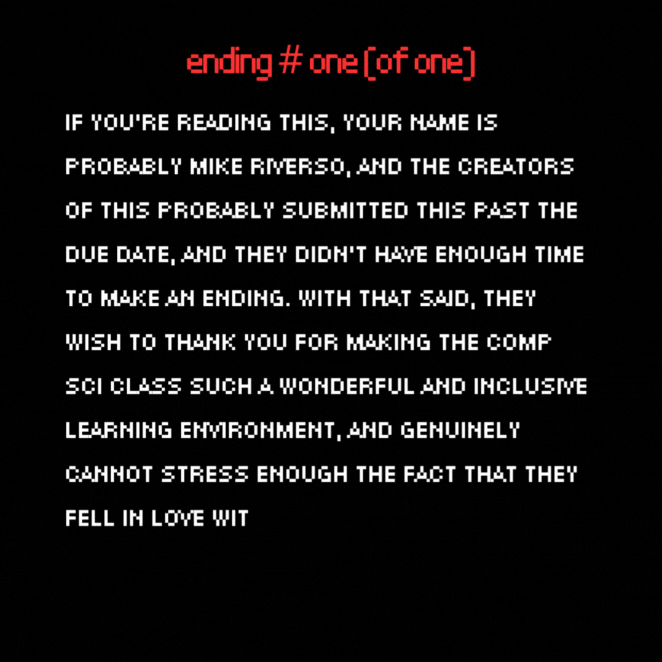 ending # one (of one)
IF YOU'RE READING THIS, YOUR NAME IS
PROBABLY MIKE RIVERSO, AND THE CREATORS
OF THIS PROBABLY SUBMITTED THIS PAST THE
DUE DATE, AND THEY DIDN'T HAVE ENOUGH TIME
TO MAKE AN ENDING. WITH THAT SAID, THEY
WISH TO THANK YOU FOR MAKING THE COMP
SCI CLASS SUCH A WONDERFUL AND INCLUSIVE
LEARNING ENVIRONMENT, AND GENUINELY
CANNOT STRESS ENOUGH THE FACT THAT THEY
FELL IN LOVE WIT